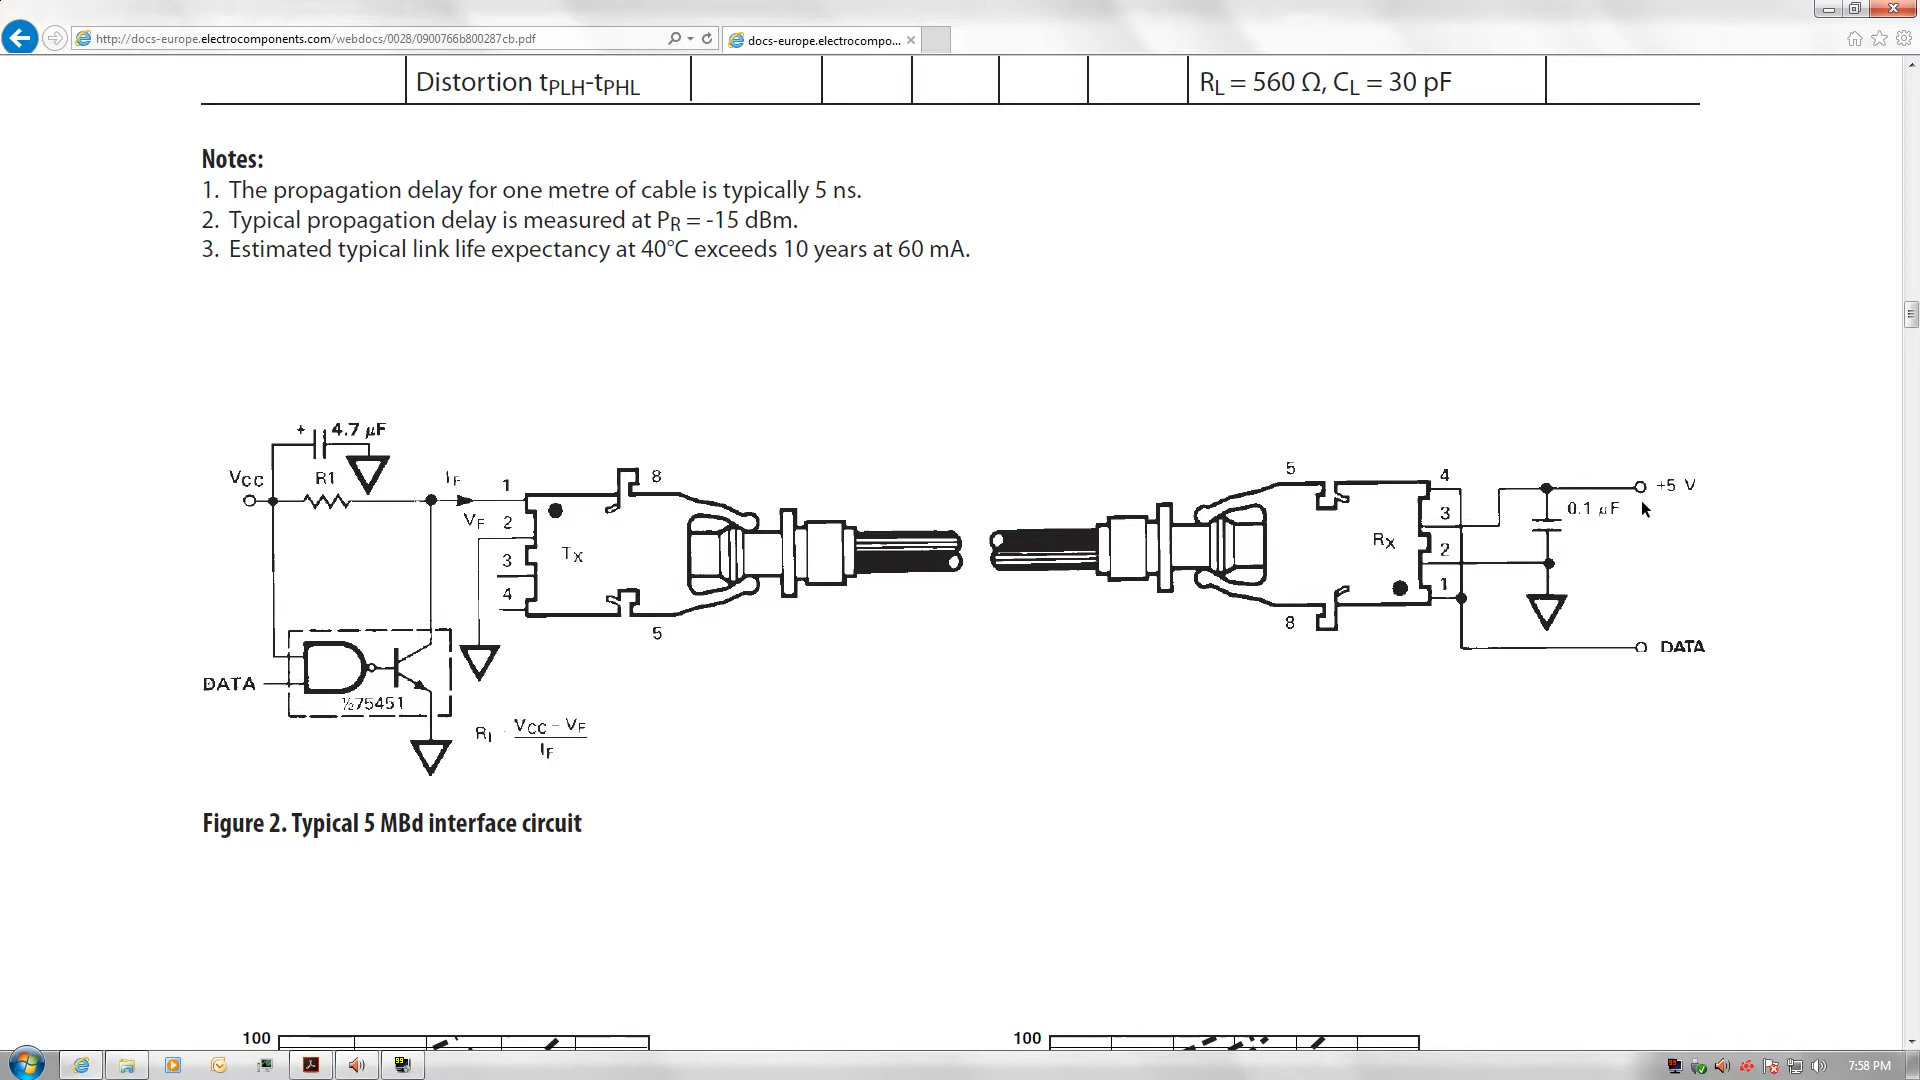 http://docs-europe.electrocomponents.com/webdocs/0028/0900766b800287cb.pdf
docs-europe.electrocompo...
Distortion tPLH-tPHL
RL = 560 Ω, CL = 30 pF
Notes:
1. The propagation delay for one metre of cable is typically 5 ns.
2. Typical propagation delay is measured at PR = -15 dBm.
3. Estimated typical link life expectancy at 40°C exceeds 10 years at 60 mA.
+ 4.7 µF
VCC
R1
IF
VF
1
2
3
4
8
5
TX
DATA
½75451
RI
VCC – VF
IF
5
8
RX
4
3
2
1
0.1 µF
+5 V
DATA
Figure 2. Typical 5 MBd interface circuit
100
100
7:58 PM